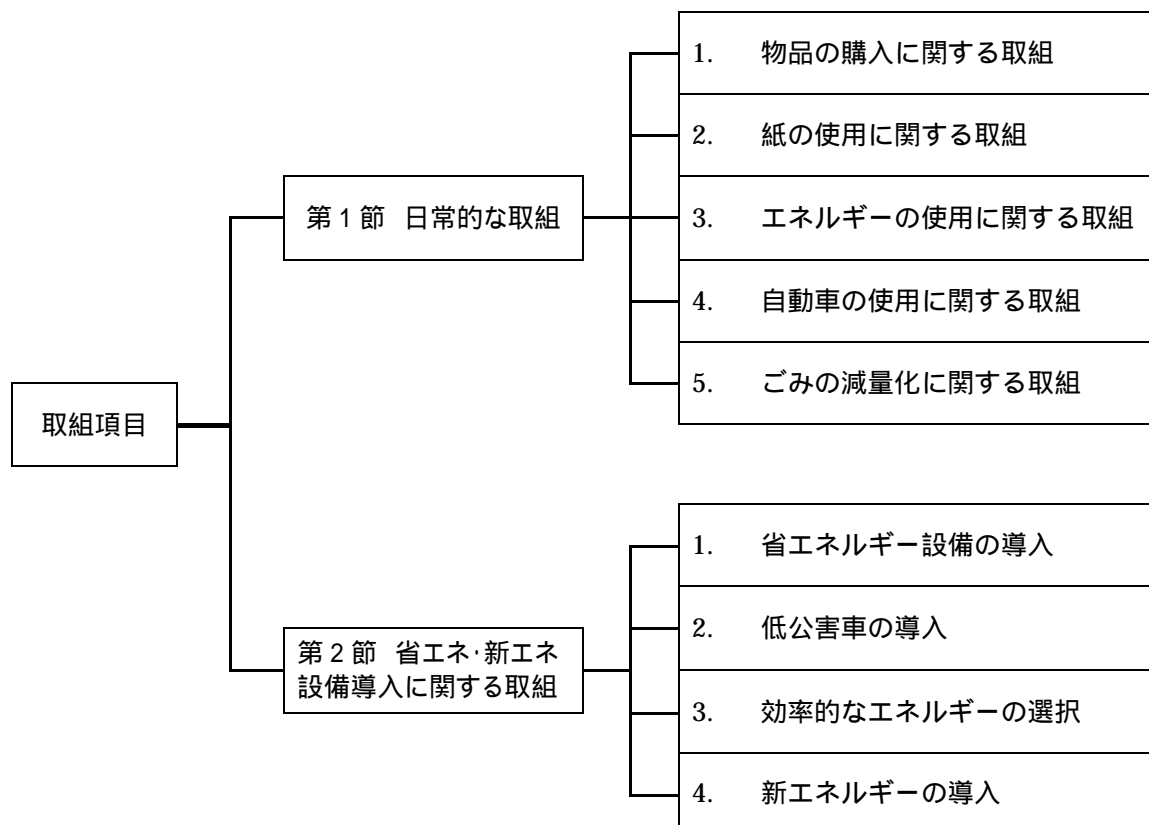 取組項目
第1節 日常的な取組
1. 物品の購入に関する取組
2. 紙の使用に関する取組
3. エネルギーの使用に関する取組
4. 自動車の使用に関する取組
5. ごみの減量化に関する取組
第2節 省エネ・新エネ
設備導入に関する取組
1. 省エネルギー設備の導入
2. 低公害車の導入
3. 効率的なエネルギーの選択
4. 新エネルギーの導入